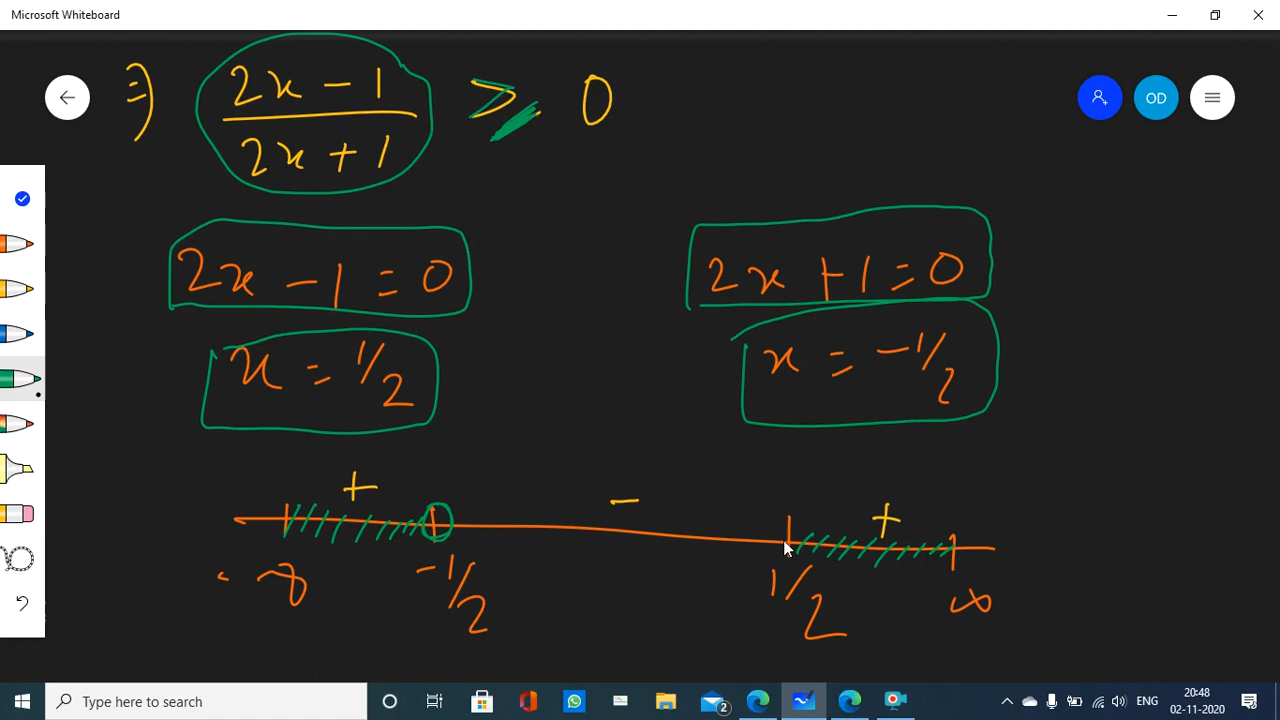 Microsoft Whiteboard
⇒ (2x - 1)/(2x + 1) ≥ 0
OD
2x - 1 = 0
2x + 1 = 0
x = 1/2
x = -1/2
+ - +
-∞ -1/2 1/2 ∞
Type here to search
2
ENG
20:48
02-11-2020